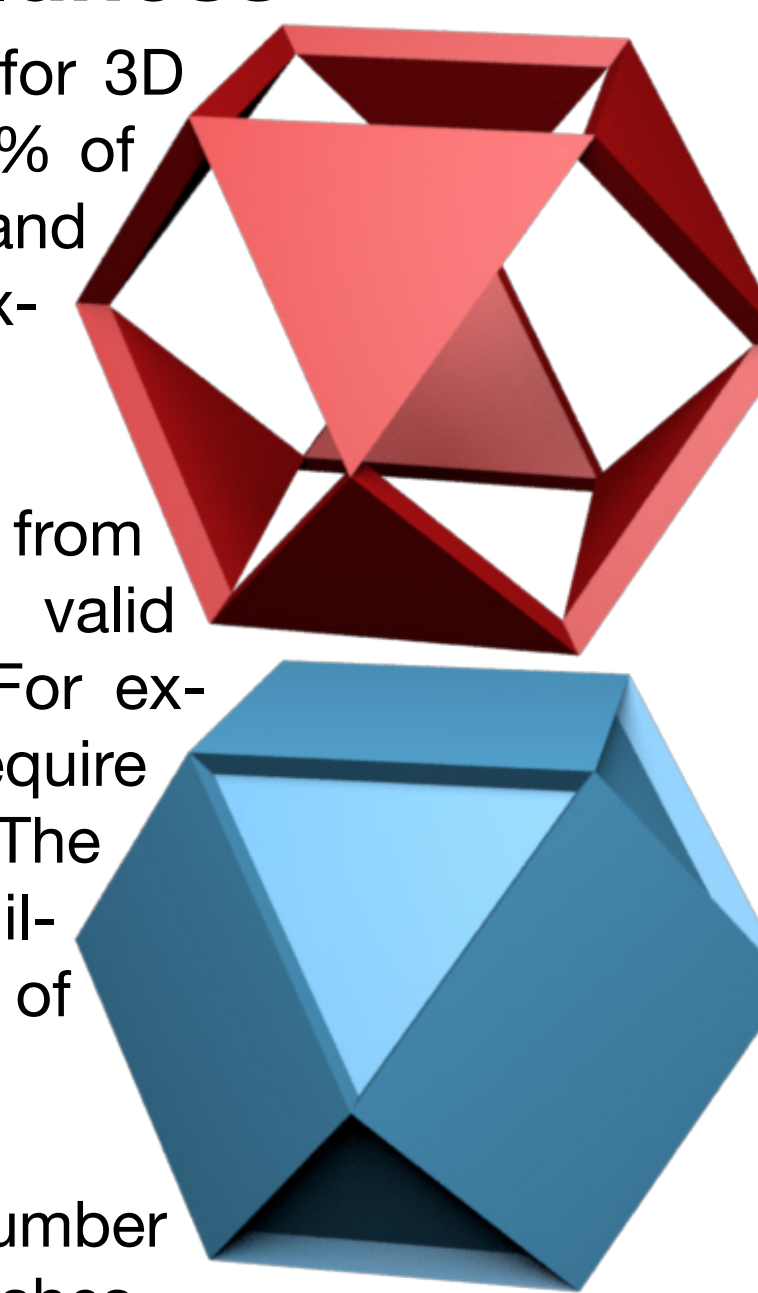 for 3D
% of
and
x-
from
valid
For ex-
equire
The
il-
of
umber